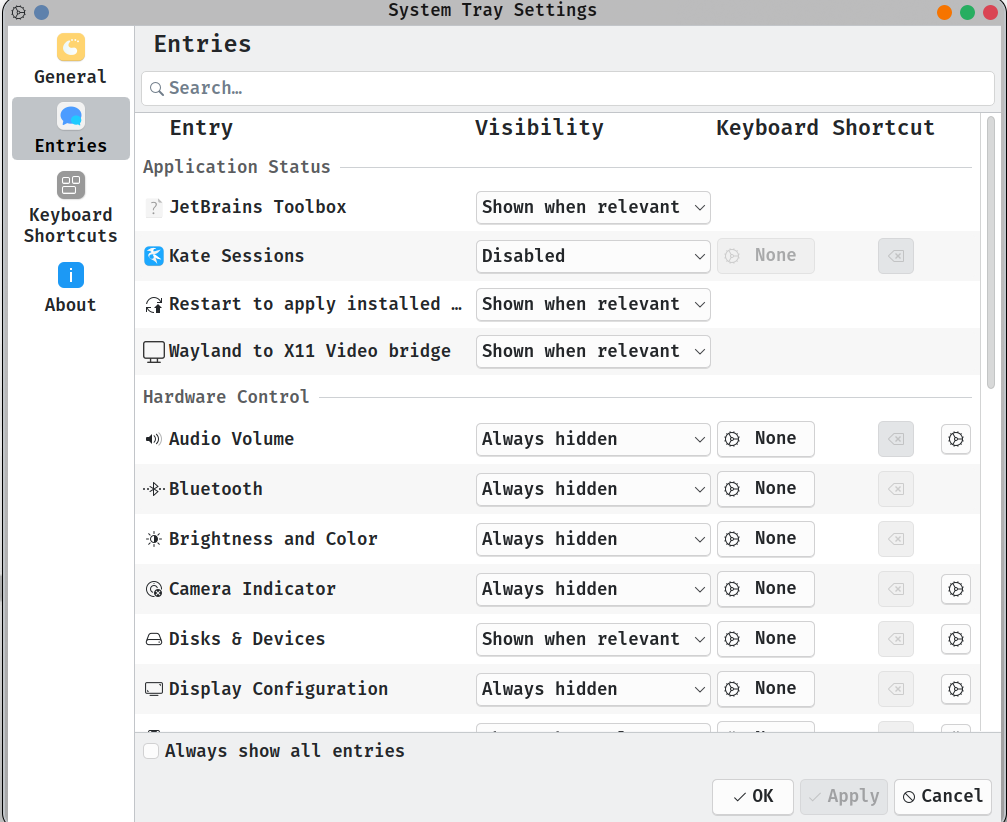 System Tray Settings
General
Entries
Keyboard
Shortcuts
About
Entries
Search…
Entry Visibility Keyboard Shortcut
Application Status
JetBrains Toolbox Shown when relevant
Kate Sessions Disabled None
Restart to apply installed … Shown when relevant
Wayland to X11 Video bridge Shown when relevant
Hardware Control
Audio Volume Always hidden None
Bluetooth Always hidden None
Brightness and Color Always hidden None
Camera Indicator Always hidden None
Disks & Devices Shown when relevant None
Display Configuration Always hidden None
Always show all entries
OK Apply Cancel